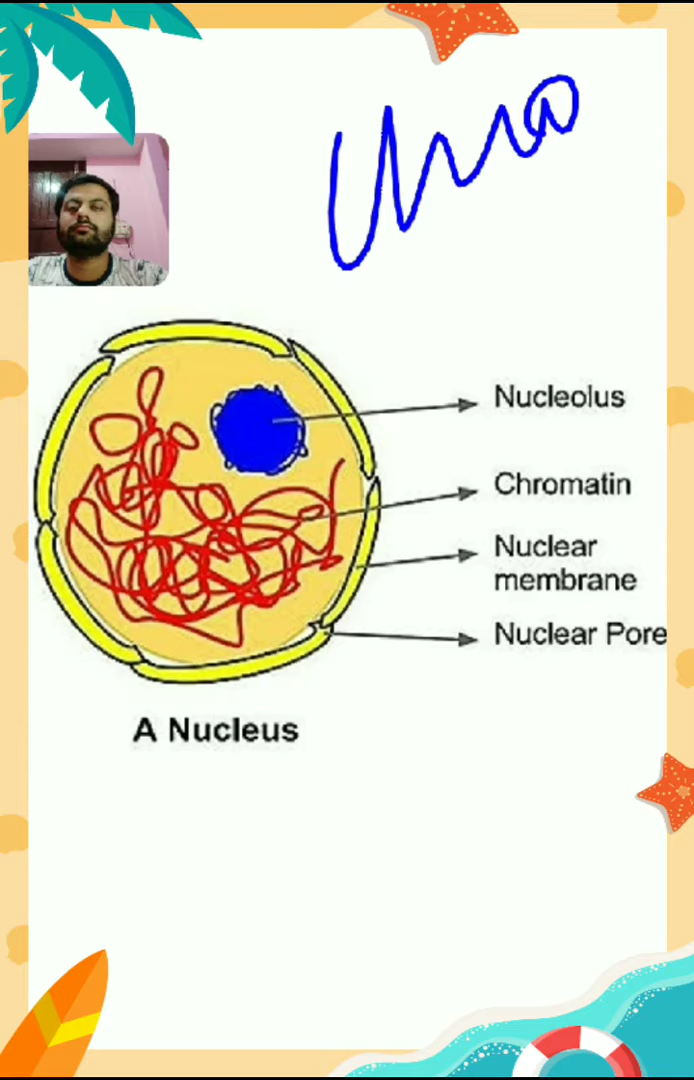 Nucleolus
Chromatin
Nuclear
membrane
Nuclear Pore
A Nucleus